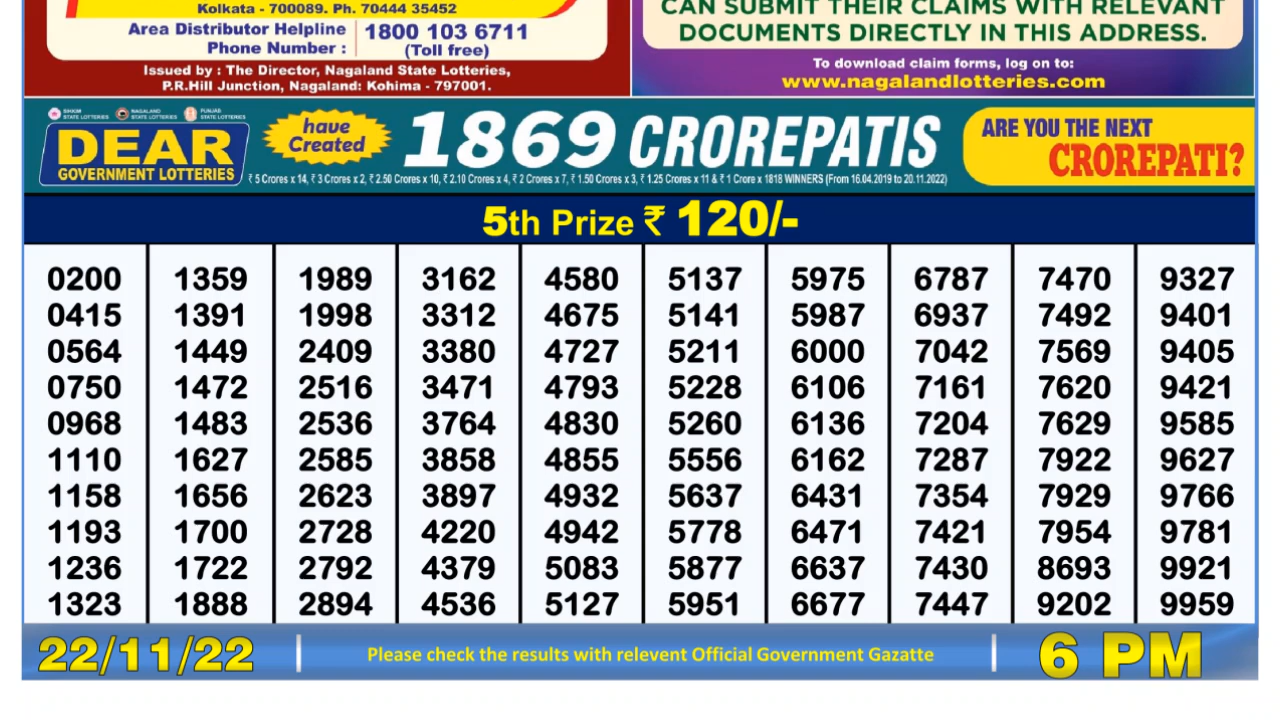 Kolkata - 700089. Ph. 70444 35452
Area Distributor Helpline
Phone Number :
1800 103 6711
(Toll free)
Issued by : The Director, Nagaland State Lotteries,
P.R.Hill Junction, Nagaland: Kohima - 797001.
CAN SUBMIT THEIR CLAIMS WITH RELEVANT
DOCUMENTS DIRECTLY IN THIS ADDRESS.
To download claim forms, log on to:
www.nagalandlotteries.com
SIKKIM STATE LOTTERIES
NAGALAND STATE LOTTERIES
PUNJAB STATE LOTTERIES
DEAR
GOVERNMENT LOTTERIES
have
Created
1869 CROREPATIS
₹ 5 Crores x 14, ₹ 3 Crores x 2, ₹ 2.50 Crores x 10, ₹ 2.10 Crores x 4, ₹ 2 Crores x 7, ₹ 1.50 Crores x 3, ₹ 1.25 Crores x 11 & ₹ 1 Crore x 1818 WINNERS (From 16.04.2019 to 20.11.2022)
ARE YOU THE NEXT
CROREPATI?
5th Prize ₹ 120/-
0200 1359 1989 3162 4580 5137 5975 6787 7470 9327
0415 1391 1998 3312 4675 5141 5987 6937 7492 9401
0564 1449 2409 3380 4727 5211 6000 7042 7569 9405
0750 1472 2516 3471 4793 5228 6106 7161 7620 9421
0968 1483 2536 3764 4830 5260 6136 7204 7629 9585
1110 1627 2585 3858 4855 5556 6162 7287 7922 9627
1158 1656 2623 3897 4932 5637 6431 7354 7929 9766
1193 1700 2728 4220 4942 5778 6471 7421 7954 9781
1236 1722 2792 4379 5083 5877 6637 7430 8693 9921
1323 1888 2894 4536 5127 5951 6677 7447 9202 9959
22/11/22
Please check the results with relevent Official Government Gazatte
6 PM